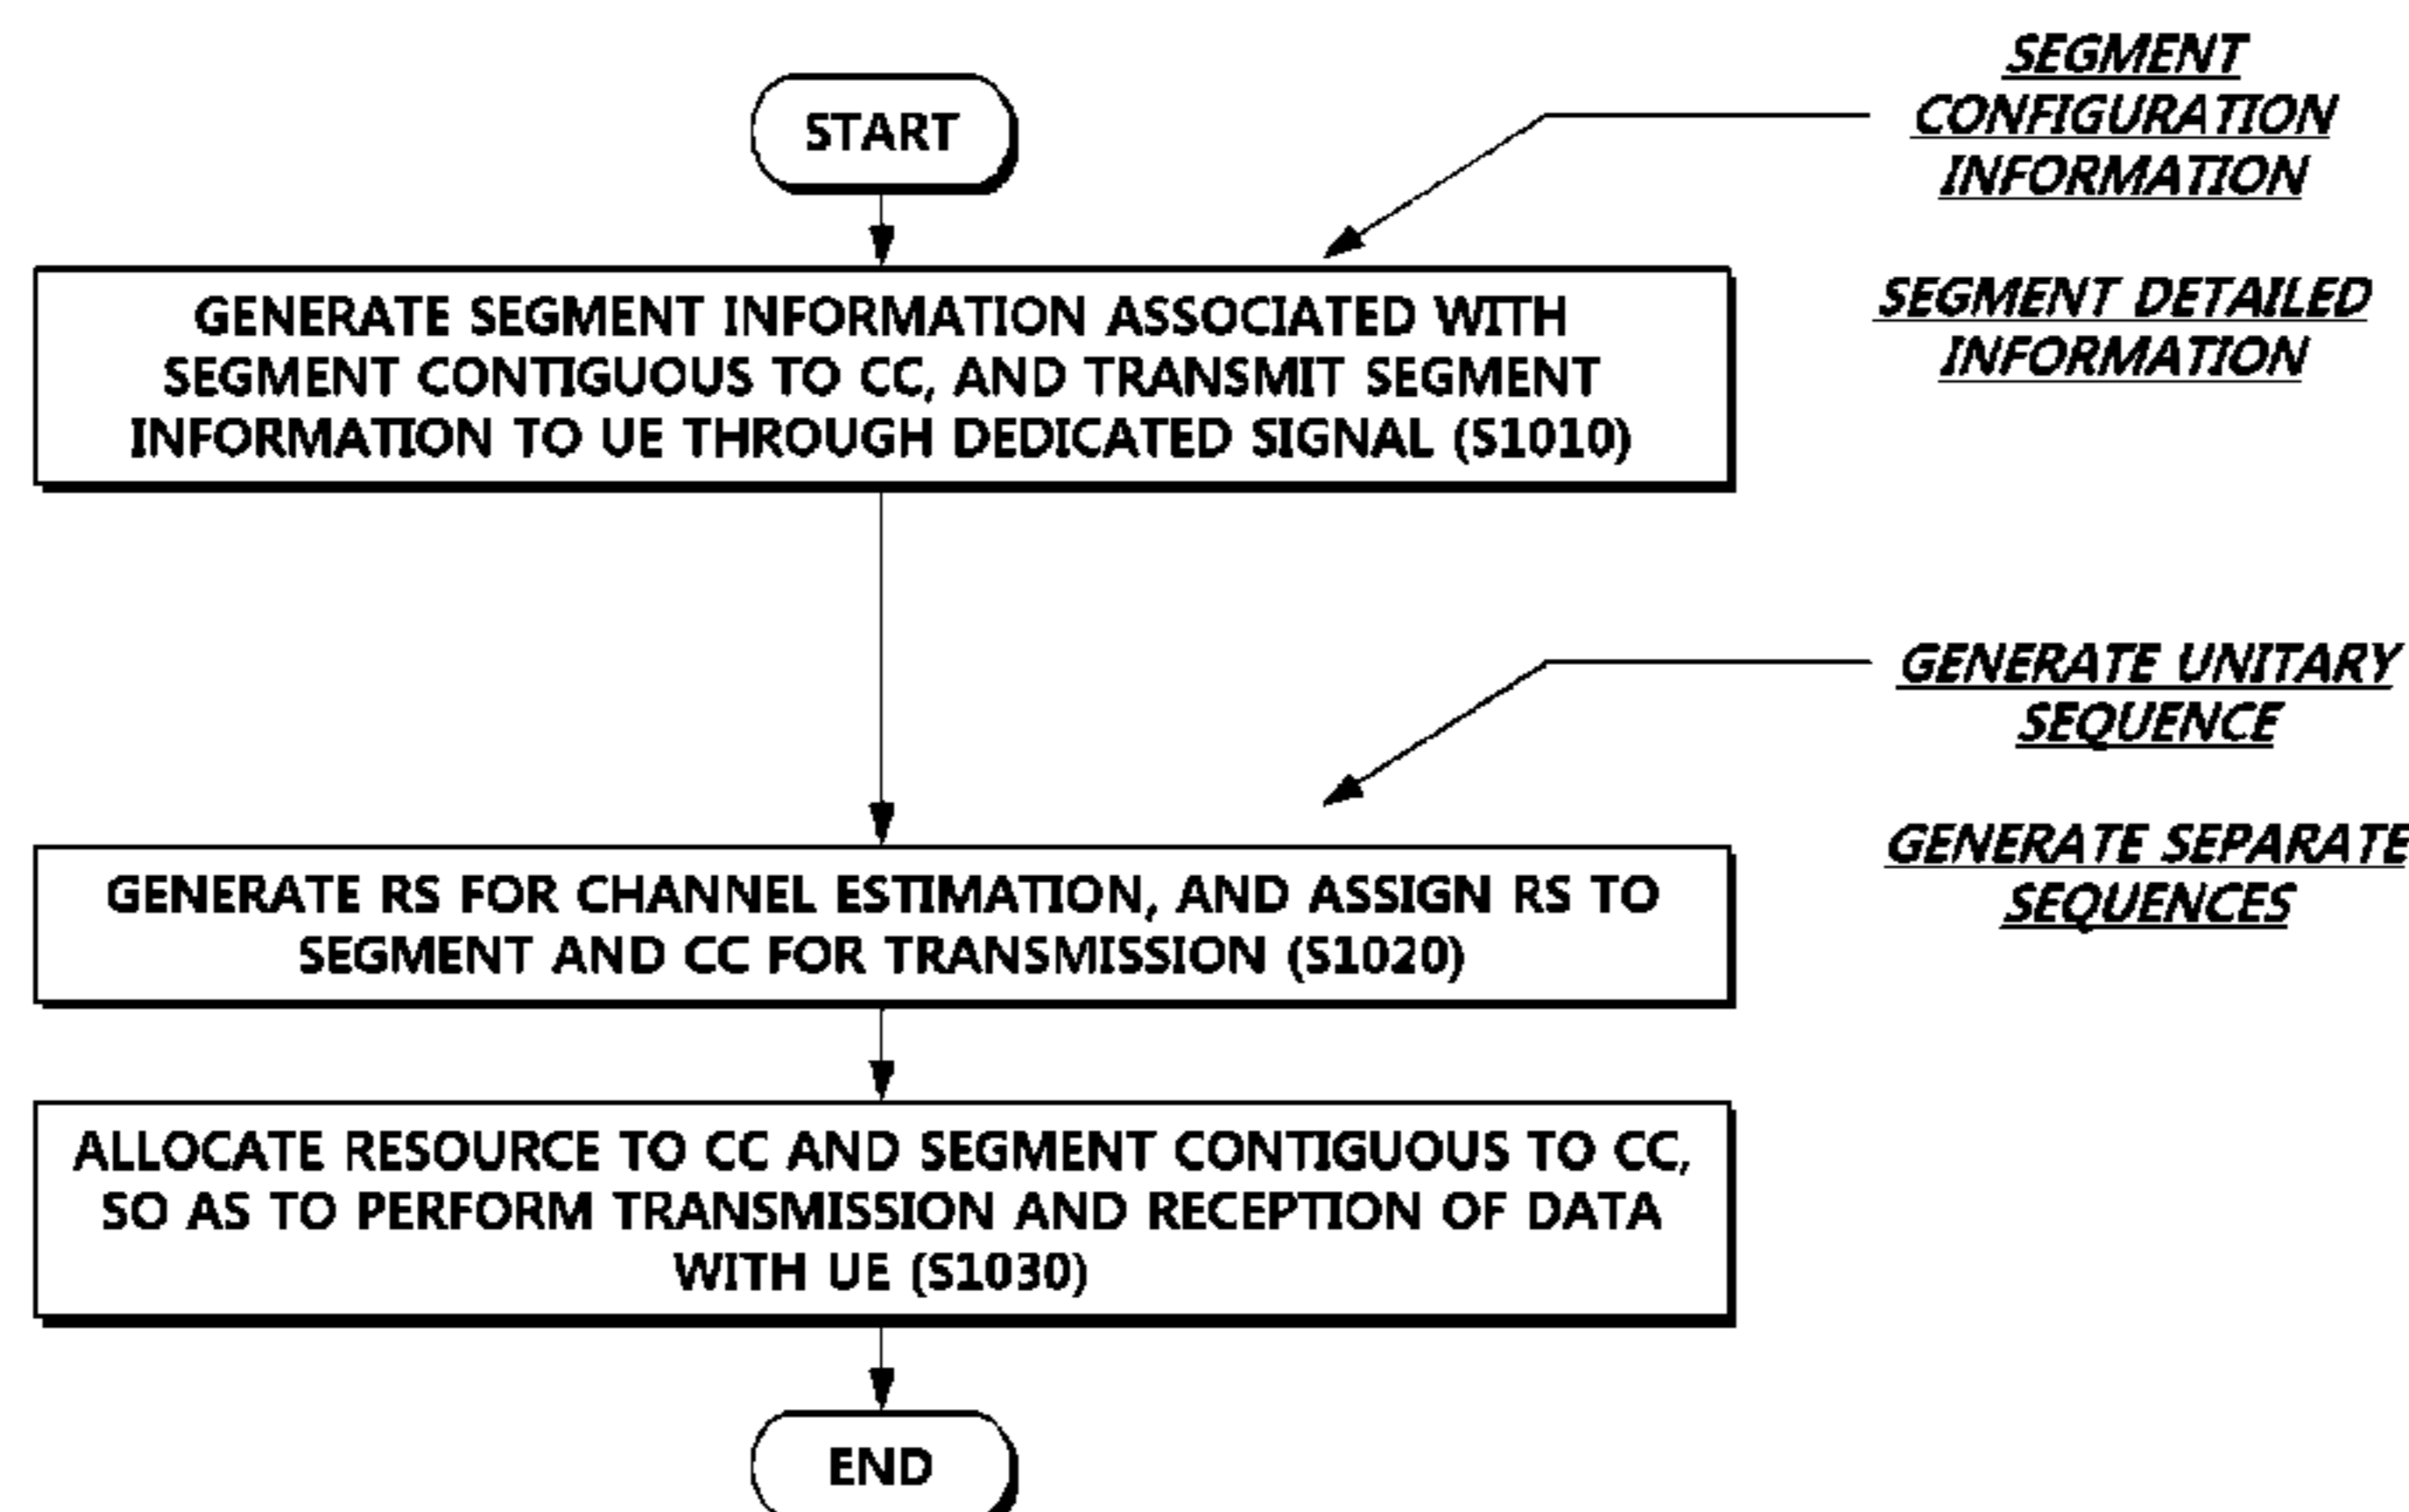 START
SEGMENT
CONFIGURATION
INFORMATION
SEGMENT DETAILED
INFORMATION
GENERATE SEGMENT INFORMATION ASSOCIATED WITH
SEGMENT CONTIGUOUS TO CC, AND TRANSMIT SEGMENT
INFORMATION TO UE THROUGH DEDICATED SIGNAL (S1010)
GENERATE UNITARY
SEQUENCE
GENERATE SEPARATE
SEQUENCES
GENERATE RS FOR CHANNEL ESTIMATION, AND ASSIGN RS TO
SEGMENT AND CC FOR TRANSMISSION (S1020)
ALLOCATE RESOURCE TO CC AND SEGMENT CONTIGUOUS TO CC,
SO AS TO PERFORM TRANSMISSION AND RECEPTION OF DATA
WITH UE (S1030)
END